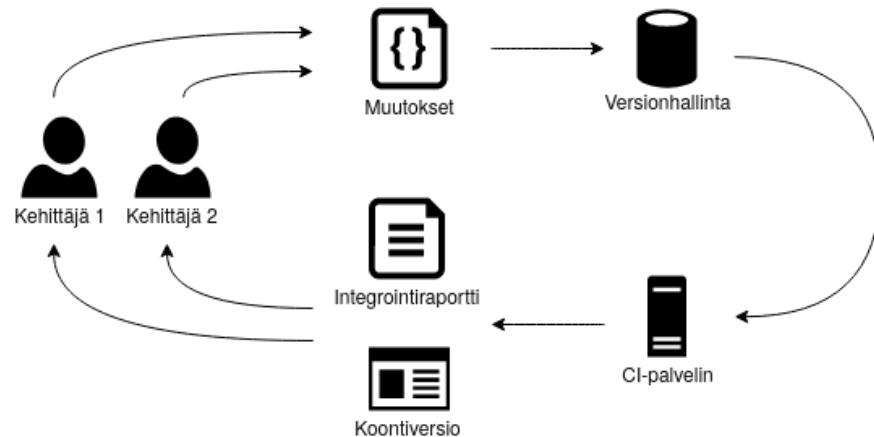 Muutokset
Versionhallinta
Kehittäjä 1
Kehittäjä 2
Integrointiraportti
CI-palvelin
Koontiversio